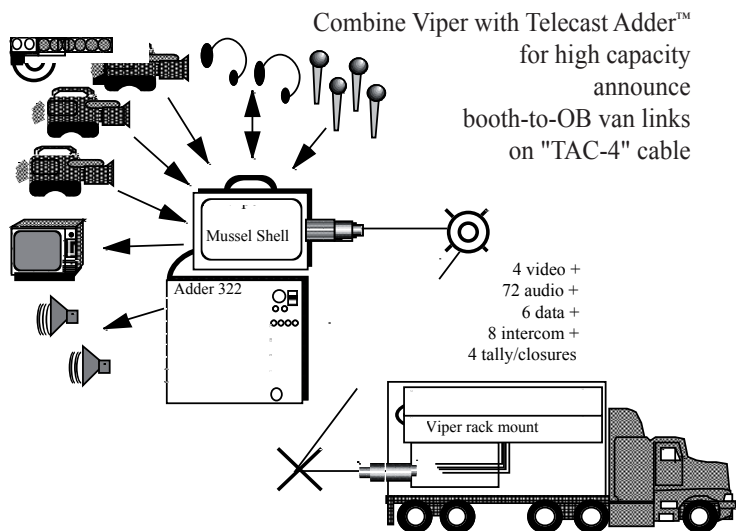 Combine Viper with Telecast Adder™
for high capacity
announce
booth-to-OB van links
on "TAC-4" cable
Mussel Shell
Adder 322
4 video +
72 audio +
6 data +
8 intercom +
4 tally/closures
Viper rack mount